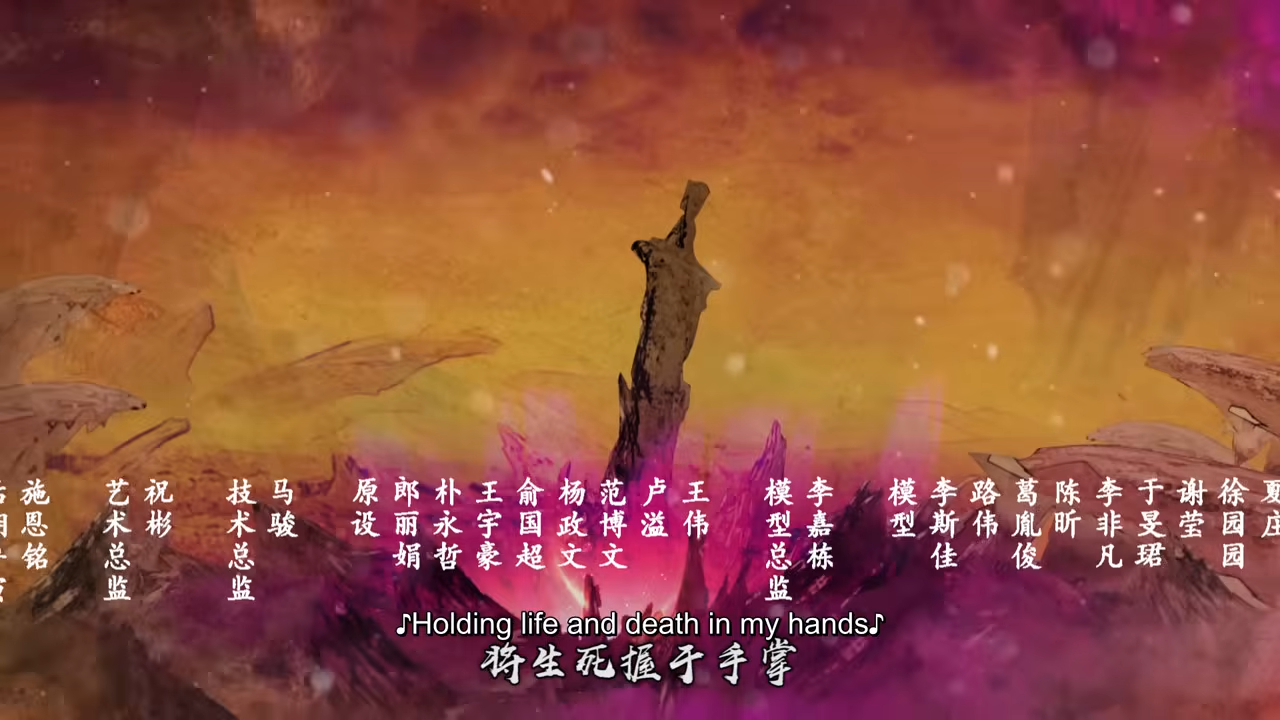 施恩铭
艺术总监
祝彬
技术总监
马骏
原设
郎丽娟
朴永哲
王宇豪
俞国超
杨政文
范博文
卢溢
王伟
模型总监
李嘉栋
模型
李斯佳
路伟
葛胤俊
陈昕
李非凡
于旻珺
谢莹
徐园园
♪Holding life and death in my hands♪
将生死握于手掌